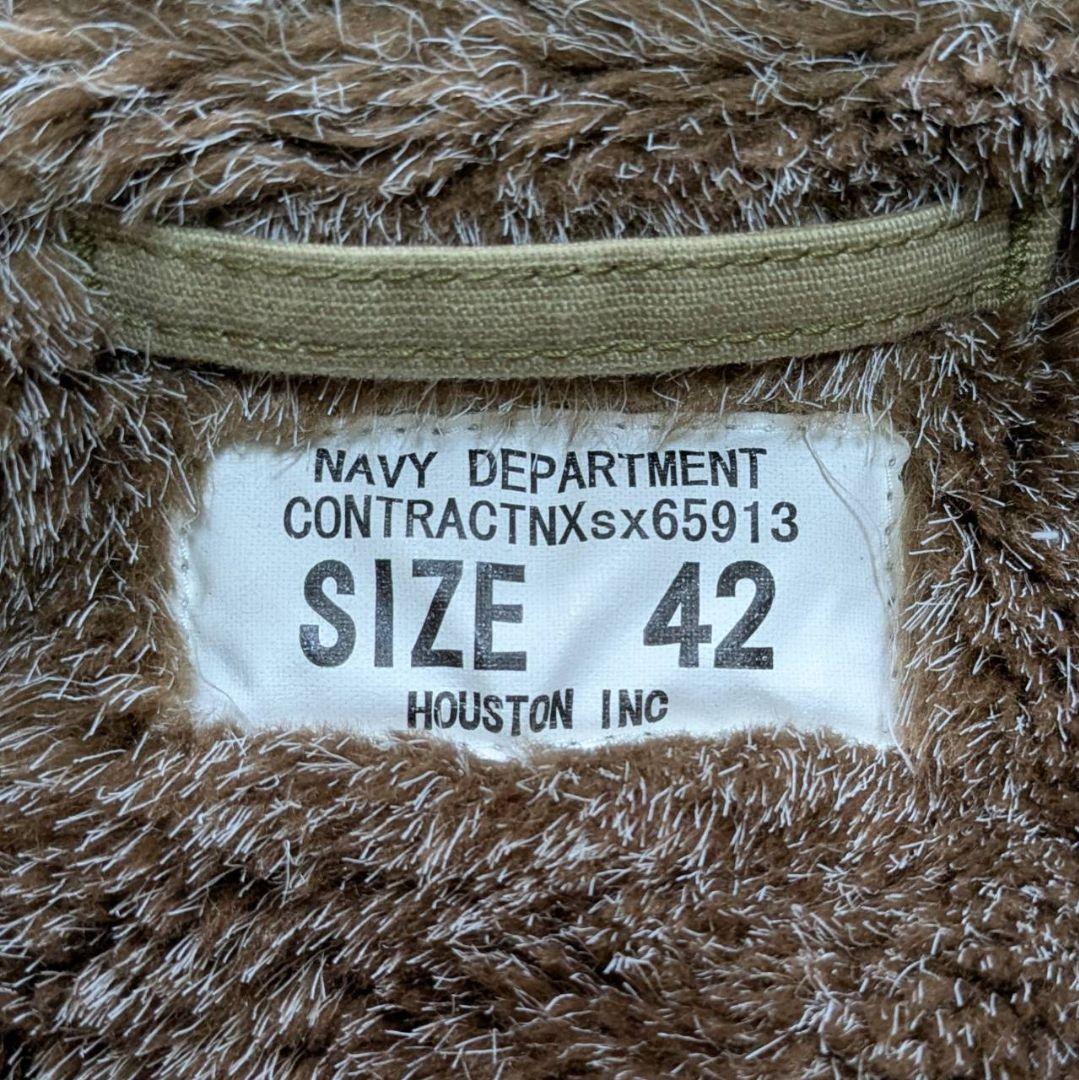 NAVY DEPARTMENT
CONTRACTNXsx65913
SIZE 42
HOUSTON INC